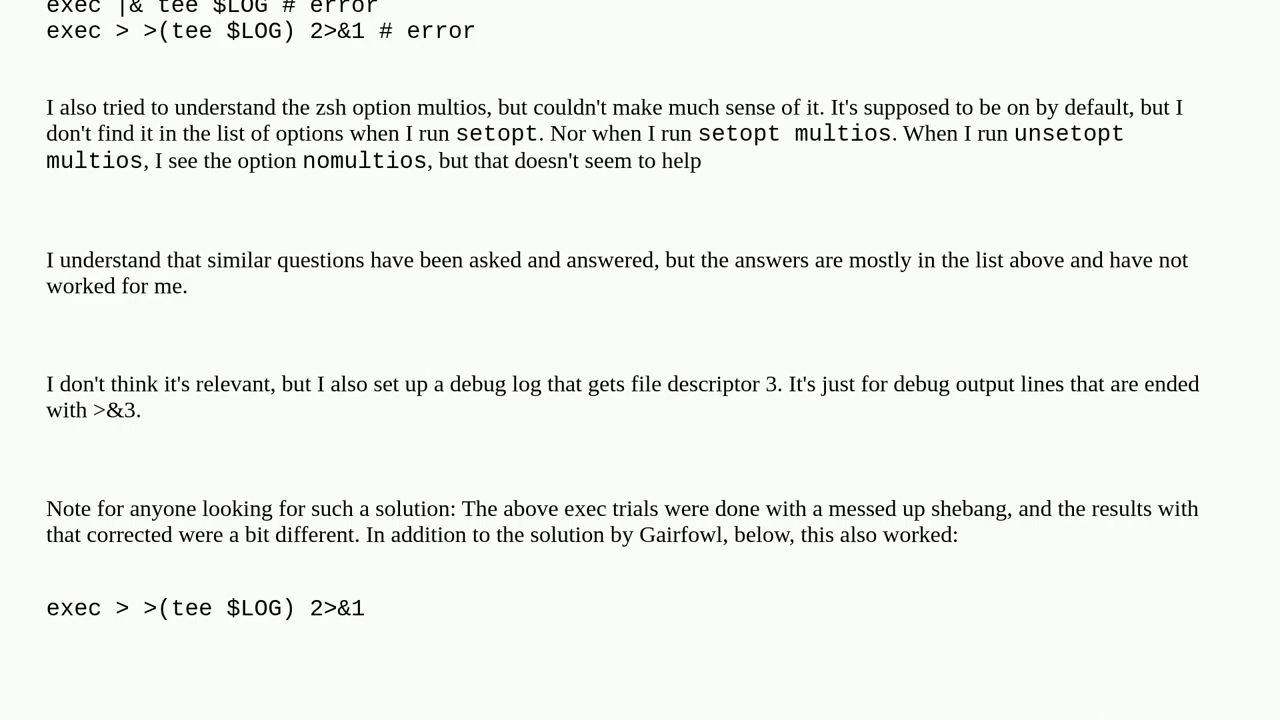 exec |& tee $LOG # error
exec > >(tee $LOG) 2>&1 # error
I also tried to understand the zsh option multios, but couldn't make much sense of it. It's supposed to be on by default, but I
don't find it in the list of options when I run setopt. Nor when I run setopt multios. When I run unsetopt
multios, I see the option nomultios, but that doesn't seem to help
I understand that similar questions have been asked and answered, but the answers are mostly in the list above and have not
worked for me.
I don't think it's relevant, but I also set up a debug log that gets file descriptor 3. It's just for debug output lines that are ended
with >&3.
Note for anyone looking for such a solution: The above exec trials were done with a messed up shebang, and the results with
that corrected were a bit different. In addition to the solution by Gairfowl, below, this also worked:
exec > >(tee $LOG) 2>&1